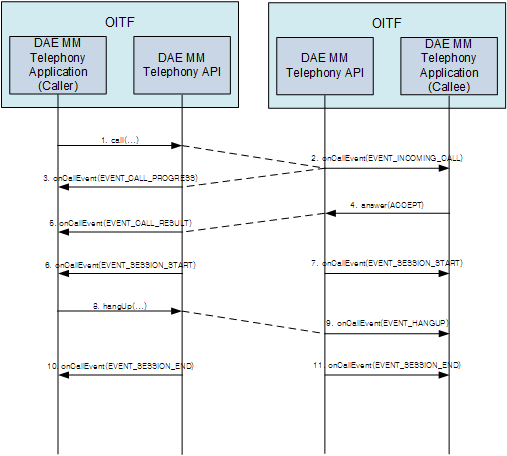 OITF
OITF
DAE MM
Telephony
Application
(Caller)
DAE MM
Telephony API
DAE MM
Telephony API
DAE MM
Telephony
Application
(Callee)
1. call(...)
2. onCallEvent(EVENT_INCOMING_CALL)
3. onCallEvent(EVENT_CALL_PROGRESS)
4. answer(ACCEPT)
5. onCallEvent(EVENT_CALL_RESULT)
6. onCallEvent(EVENT_SESSION_START)
7. onCallEvent(EVENT_SESSION_START)
8. hangUp(...)
9. onCallEvent(EVENT_HANGUP)
10. onCallEvent(EVENT_SESSION_END)
11. onCallEvent(EVENT_SESSION_END)